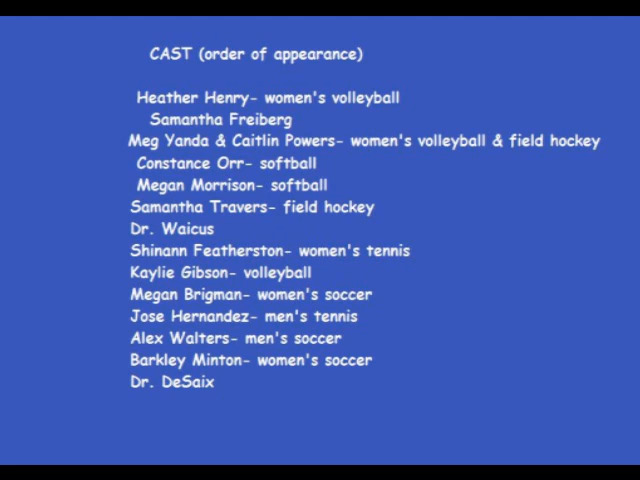 CAST (order of appearance)
Heather Henry- women's volleyball
Samantha Freiberg
Meg Yanda & Caitlin Powers- women's volleyball & field hockey
Constance Orr- softball
Megan Morrison- softball
Samantha Travers- field hockey
Dr. Waicus
Shinann Featherston- women's tennis
Kaylie Gibson- volleyball
Megan Brigman- women's soccer
Jose Hernandez- men's tennis
Alex Walters- men's soccer
Barkley Minton- women's soccer
Dr. DeSaix